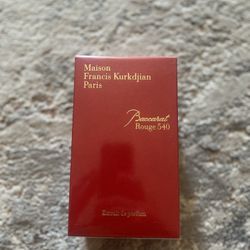 Maison
Francis Kurkdjian
Paris
Baccarat
Rouge 540
Extrait de parfum